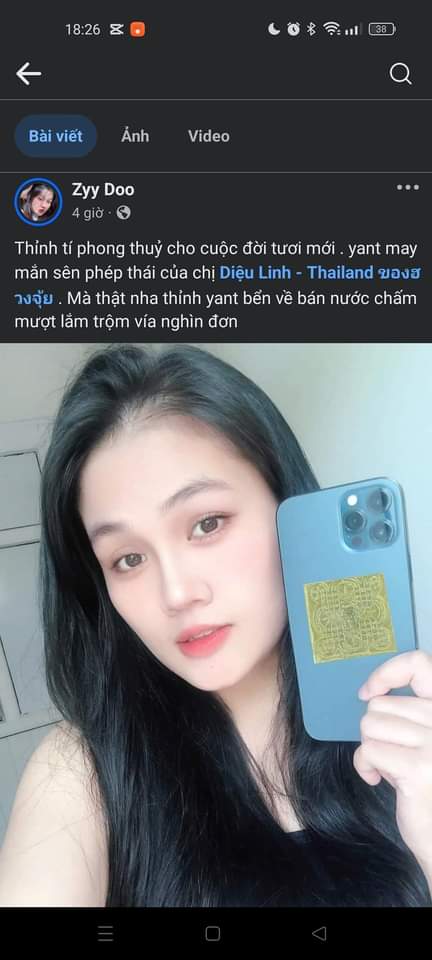 18:26
38
Bài viết Ảnh Video
Zyy Doo
4 giờ ·
Thỉnh tí phong thuỷ cho cuộc đời tươi mới . yant may
mắn sên phép thái của chị Diệu Linh - Thailand ของฮ
วงจุ้ย . Mà thật nha thỉnh yant bển về bán nước chấm
mượt lắm trộm vía nghìn đơn